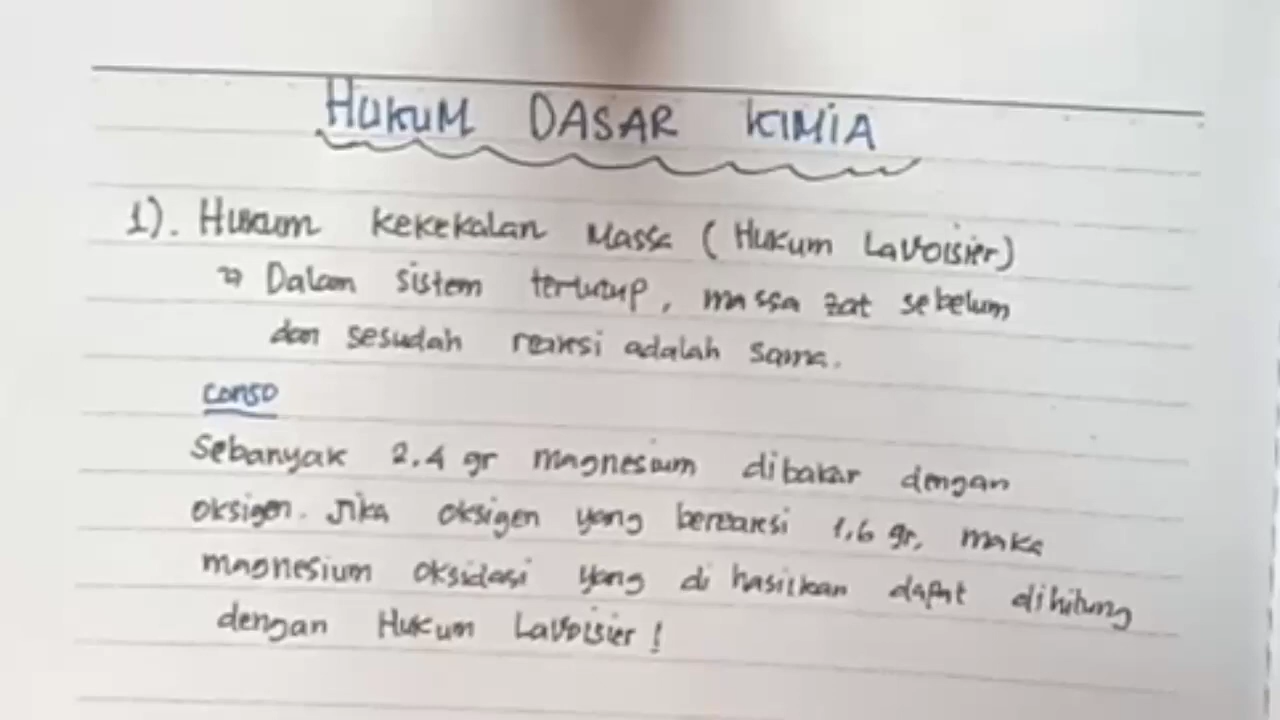 HUKUM DASAR KIMIA
1). Hukum Kekekalan Massa (Hukum Lavoisier)
→ Dalam sistem tertutup, massa zat sebelum
dan sesudah reaksi adalah sama.
Conso
Sebanyak 2.4 gr magnesium dibakar dengan
oksigen. Jika oksigen yang bereaksi 1,6 gr, maka
magnesium oksidasi yang di hasilkan dapat dihitung
dengan Hukum Lavoisier!